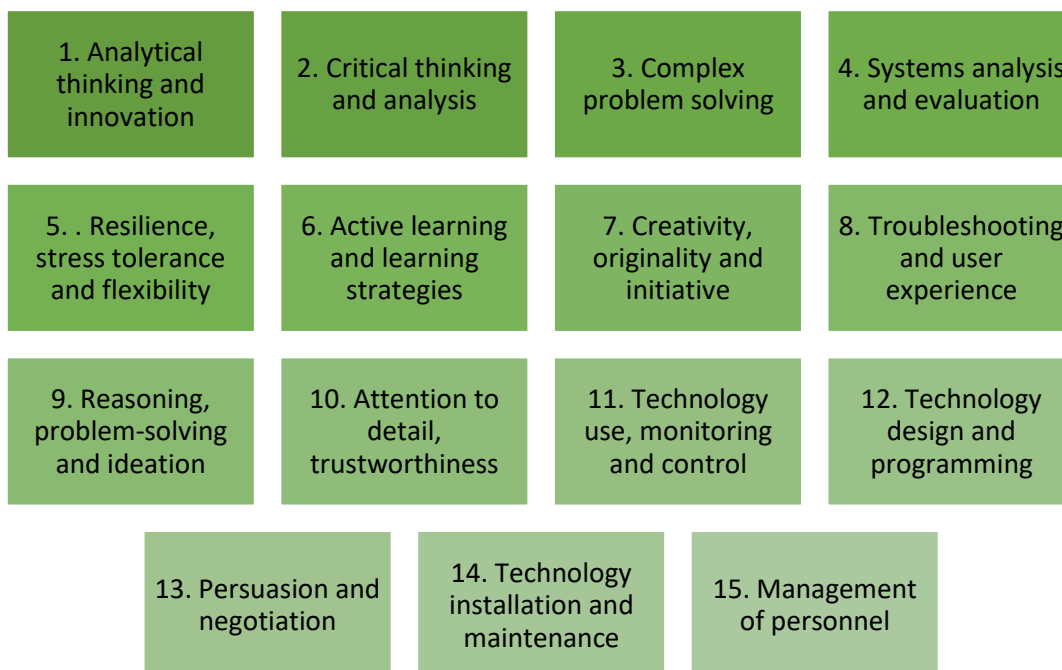 1. Analytical
thinking and
innovation
2. Critical thinking
and analysis
3. Complex
problem solving
4. Systems analysis
and evaluation
5. . Resilience,
stress tolerance
and flexibility
6. Active learning
and learning
strategies
7. Creativity,
originality and
initiative
8. Troubleshooting
and user
experience
9. Reasoning,
problem-solving
and ideation
10. Attention to
detail,
trustworthiness
11. Technology
use, monitoring
and control
12. Technology
design and
programming
13. Persuasion and
negotiation
14. Technology
installation and
maintenance
15. Management
of personnel